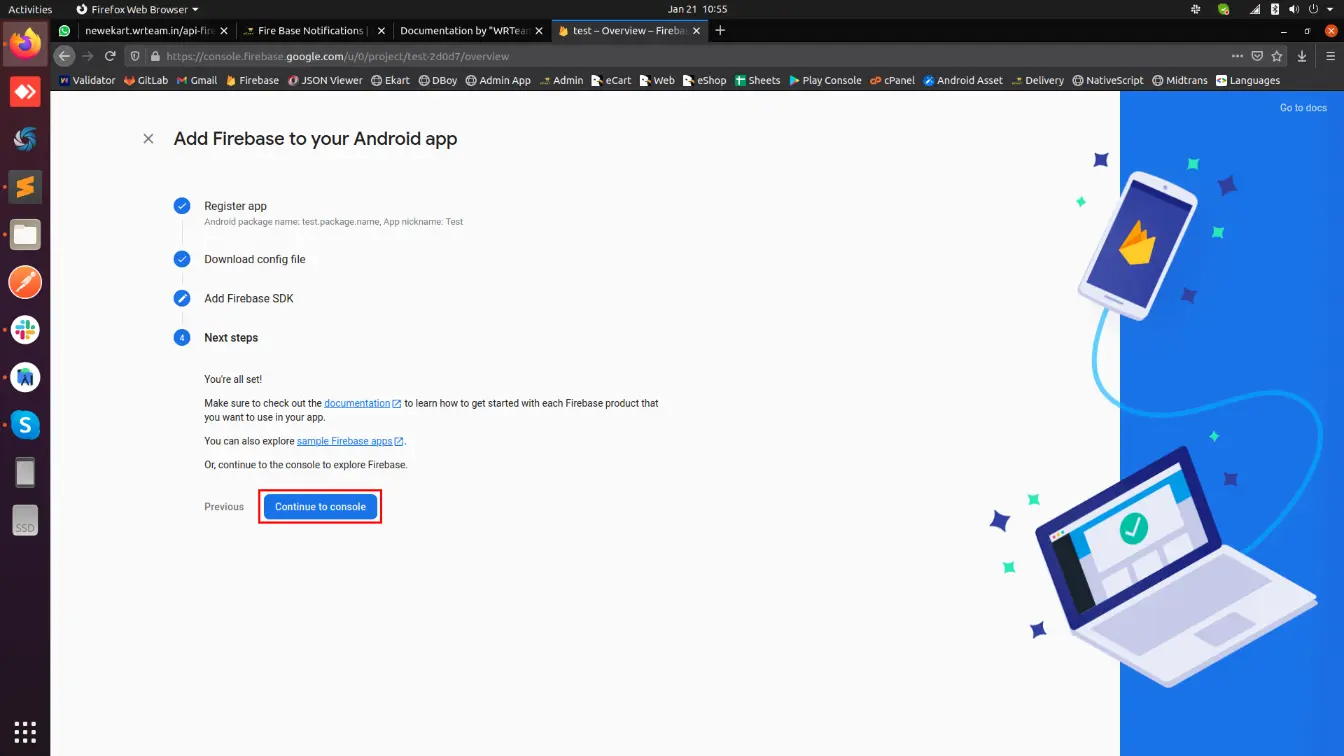 Activities
Firefox Web Browser
Jan 21 10:55
newekart.wrteam.in/api-fire
Fire Base Notifications |
Documentation by "WRTeam
test – Overview – Fireba
https://console.firebase.google.com/u/0/project/test-2d0d7/overview
Validator
GitLab
Gmail
Firebase
JSON Viewer
Ekart
DBoy
Admin App
Admin
eCart
Web
eShop
Sheets
Play Console
cPanel
Android Asset
Delivery
NativeScript
Midtrans
Languages
Go to docs
Add Firebase to your Android app
Register app
Android package name: test.package.name, App nickname: Test
Download config file
Add Firebase SDK
4
Next steps
You're all set!
Make sure to check out the documentation to learn how to get started with each Firebase product that
you want to use in your app.
You can also explore sample Firebase apps.
Or, continue to the console to explore Firebase.
Previous
Continue to console
SSD